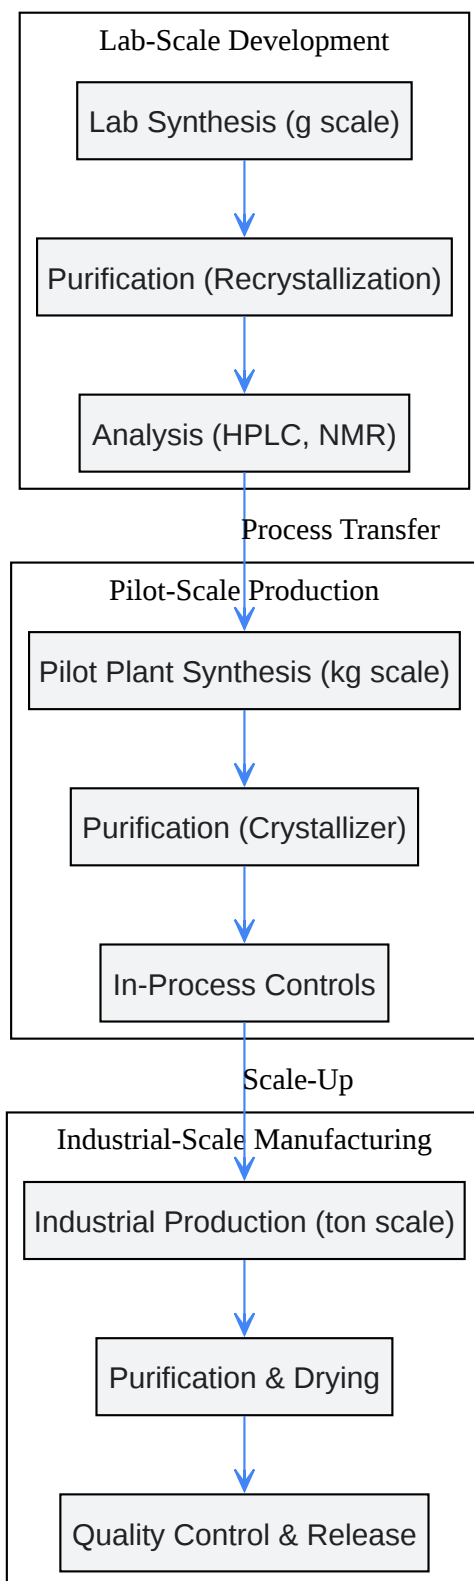 Lab-Scale Development
Lab Synthesis (g scale)
Purification (Recrystallization)
Analysis (HPLC, NMR)
Process Transfer
Pilot-Scale Production
Pilot Plant Synthesis (kg scale)
Purification (Crystallizer)
In-Process Controls
Scale-Up
Industrial-Scale Manufacturing
Industrial Production (ton scale)
Purification & Drying
Quality Control & Release